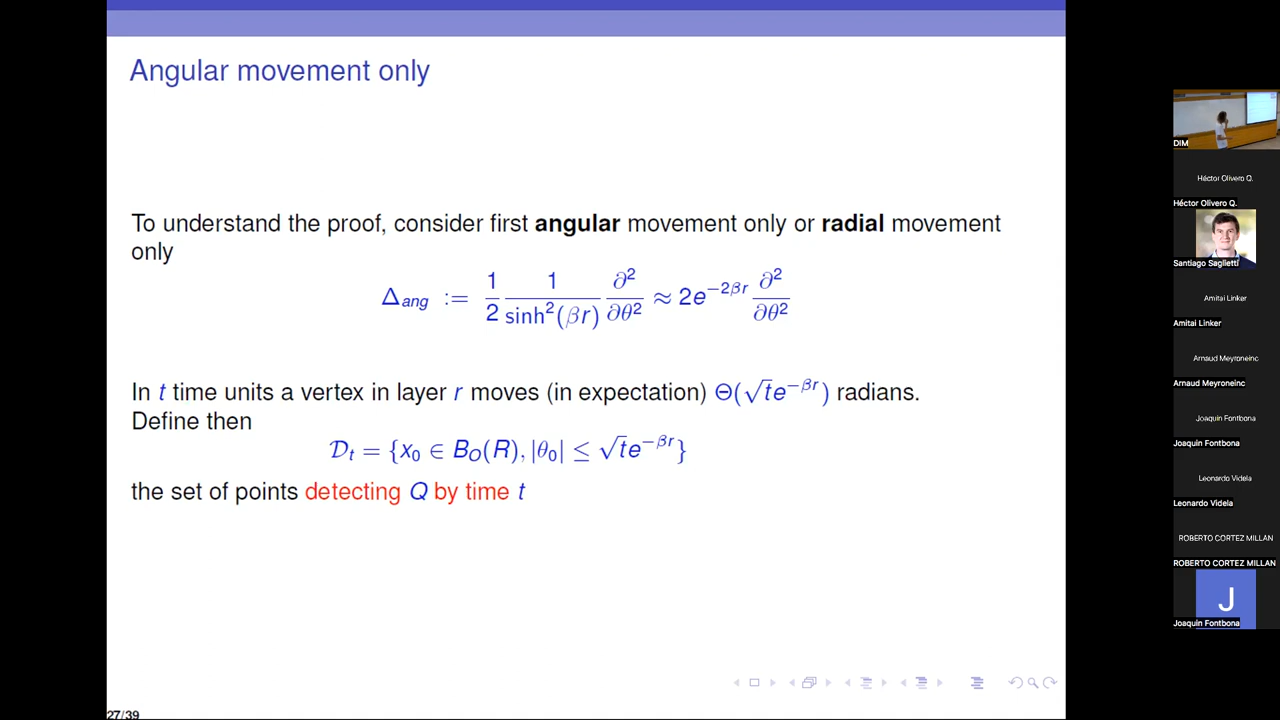 Angular movement only
To understand the proof, consider first angular movement only or radial movement
only
Δ_ang := 1/2 1/sinh²(βr) ∂²/∂θ² ≈ 2e^{−2βr} ∂²/∂θ²
In t time units a vertex in layer r moves (in expectation) Θ(√t e^{−βr}) radians.
Define then
𝒟_t = {x_0 ∈ B_O(R), |θ_0| ≤ √t e^{−βr}}
the set of points detecting Q by time t
27/39
DIM
Héctor Olivero Q.
Héctor Olivero Q.
Santiago Saglietti
Amitai Linker
Amitai Linker
Arnaud Meyroneinc
Arnaud Meyroneinc
Joaquin Fontbona
Joaquin Fontbona
Leonardo Videla
Leonardo Videla
ROBERTO CORTEZ MILLAN
ROBERTO CORTEZ MILLAN
J
Joaquin Fontbona